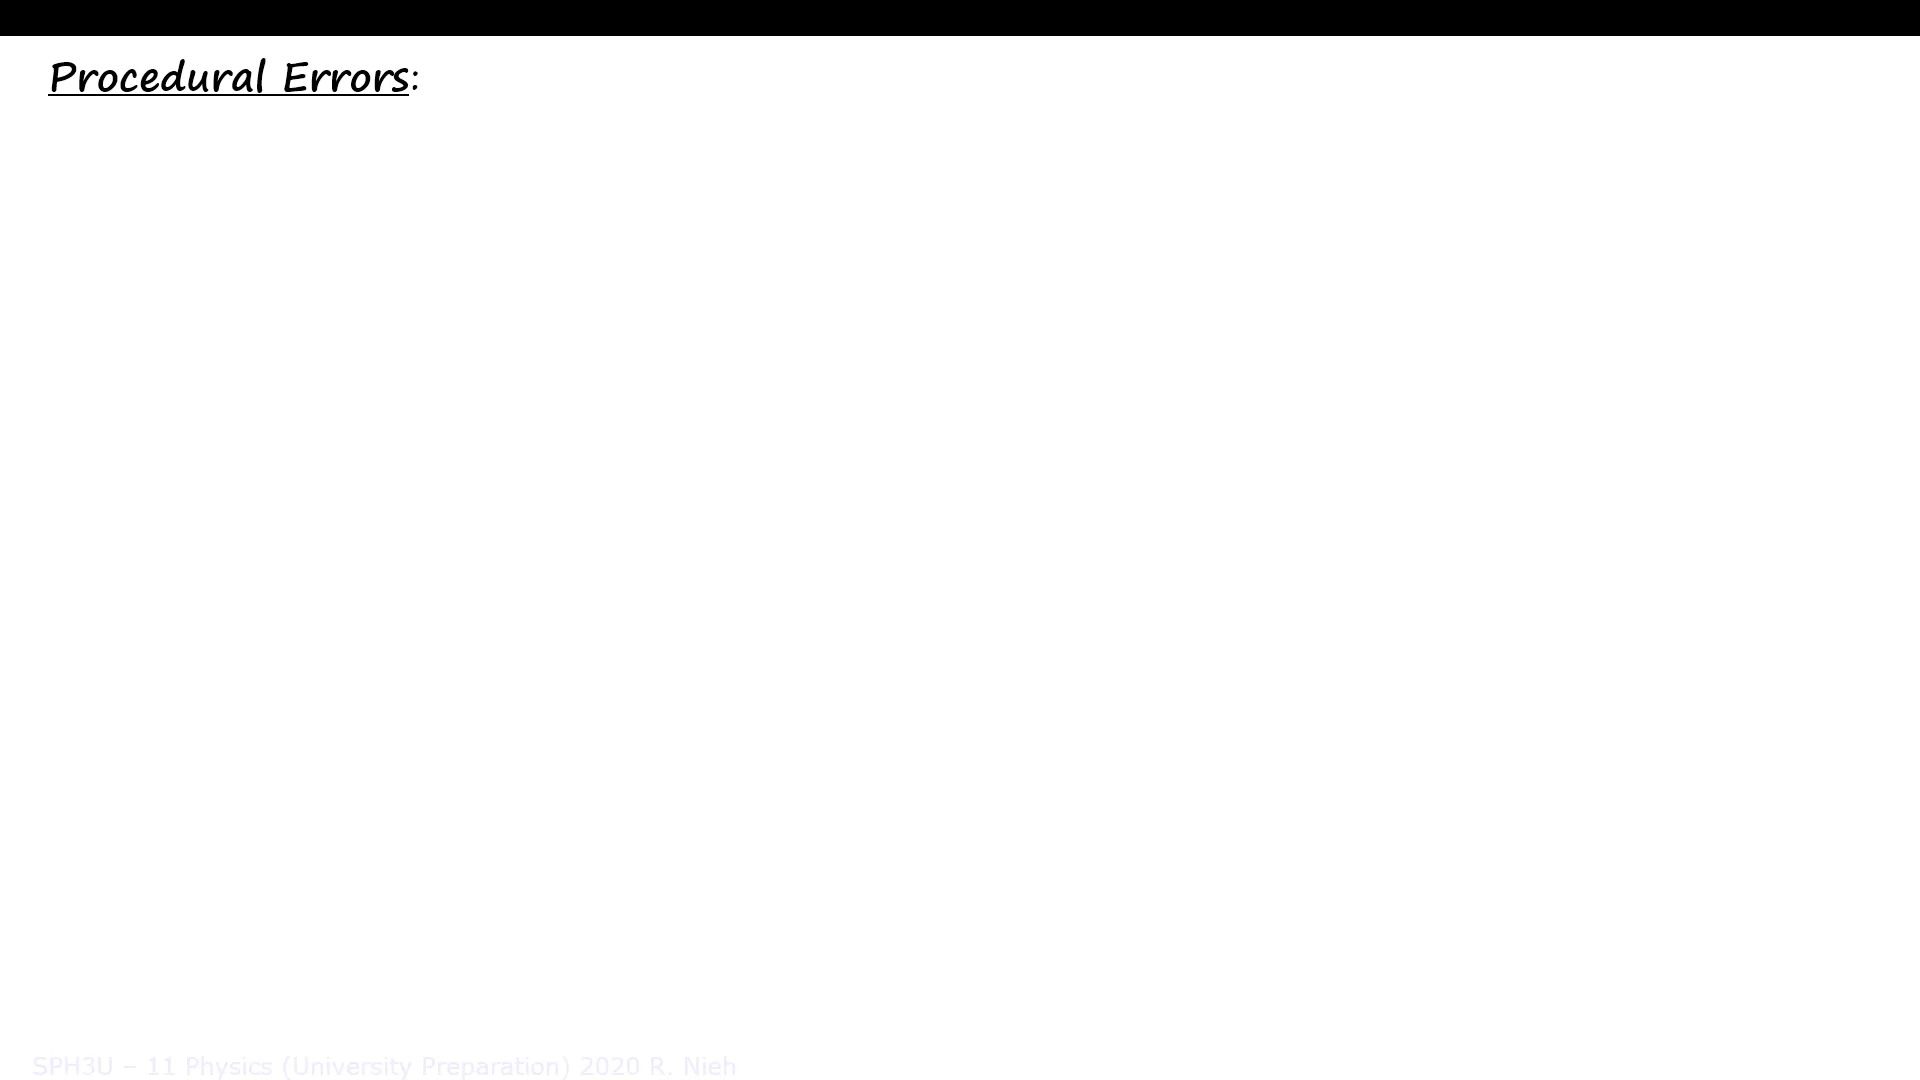 Procedural Errors:
SPH3U – 11 Physics (University Preparation) 2020 R. Nieh